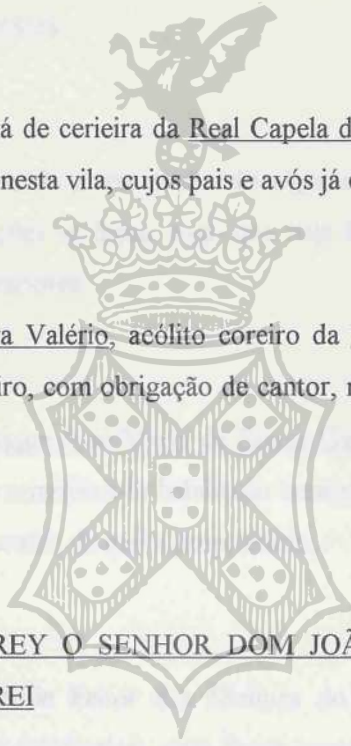 á de cerieira da Real Capela d
nesta vila, cujos pais e avós já
ra Valério, acólito coreiro da
iro, com obrigação de cantor,
REY O SENHOR DOM JOÃ
REI